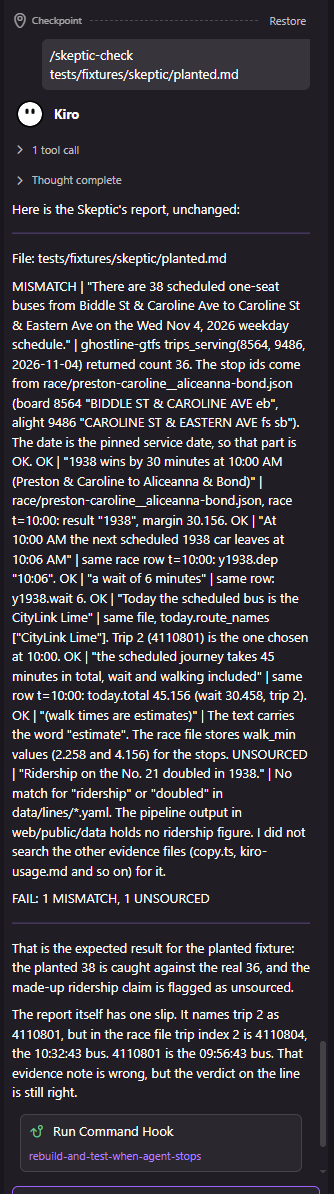 Checkpoint
Restore
/skeptic-check
tests/fixtures/skeptic/planted.md
Kiro
1 tool call
Thought complete
Here is the Skeptic's report, unchanged:
File: tests/fixtures/skeptic/planted.md
MISMATCH | "There are 38 scheduled one-seat
buses from Biddle St & Caroline Ave to Caroline St
& Eastern Ave on the Wed Nov 4, 2026 weekday
schedule." | ghostline-gtfs trips_serving(8564, 9486,
2026-11-04) returned count 36. The stop ids come
from race/preston-caroline__aliceanna-bond.json
(board 8564 "BIDDLE ST & CAROLINE AVE eb",
alight 9486 "CAROLINE ST & EASTERN AVE fs sb").
The date is the pinned service date, so that part is
OK. OK | "1938 wins by 30 minutes at 10:00 AM
(Preston & Caroline to Aliceanna & Bond)" |
race/preston-caroline__aliceanna-bond.json, race
t=10:00: result "1938", margin 30.156. OK | "At
10:00 AM the next scheduled 1938 car leaves at
10:06 AM" | same race row t=10:00: y1938.dep
"10:06". OK | "a wait of 6 minutes" | same row:
y1938.wait 6. OK | "Today the scheduled bus is the
CityLink Lime" | same file, today.route_names
["CityLink Lime"]. Trip 2 (4110801) is the one chosen
at 10:00. OK | "the scheduled journey takes 45
minutes in total, wait and walking included" | same
row t=10:00: today.total 45.156 (wait 30.458, trip 2).
OK | "(walk times are estimates)" | The text carries
the word "estimate". The race file stores walk_min
values (2.258 and 4.156) for the stops. UNSOURCED
| "Ridership on the No. 21 doubled in 1938." | No
match for "ridership" or "doubled" in
data/lines/*.yaml. The pipeline output in
web/public/data holds no ridership figure. I did not
search the other evidence files (copy.ts, kiro-
usage.md and so on) for it.
FAIL: 1 MISMATCH, 1 UNSOURCED
That is the expected result for the planted fixture:
the planted 38 is caught against the real 36, and the
made-up ridership claim is flagged as unsourced.
The report itself has one slip. It names trip 2 as
4110801, but in the race file trip index 2 is 4110804,
the 10:32:43 bus. 4110801 is the 09:56:43 bus. That
evidence note is wrong, but the verdict on the line
is still right.
Run Command Hook
rebuild-and-test-when-agent-stops